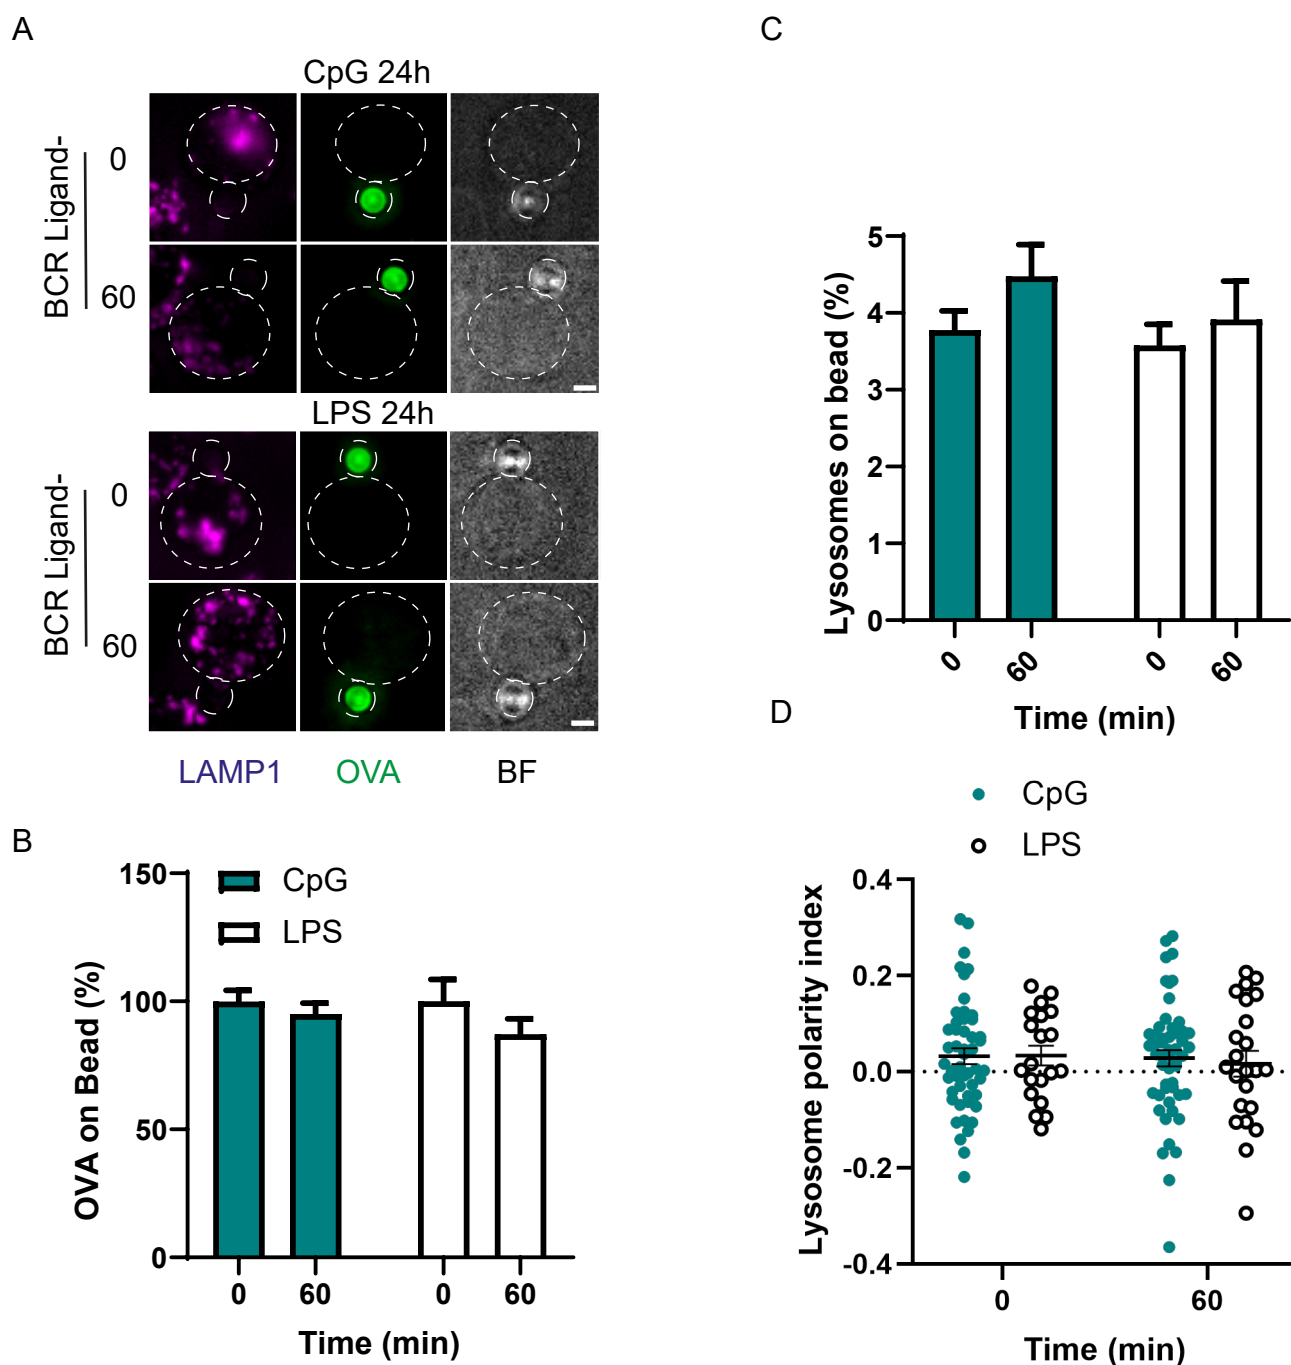 A
CpG 24h
BCR Ligand-
0
60
LPS 24h
BCR Ligand-
0
60
LAMP1 OVA BF
B
OVA on Bead (%)
150
100
50
0
CpG
LPS
0 60 0 60
Time (min)
C
Lysosomes on bead (%)
5
4
3
2
1
0
0 60 0 60
Time (min)
D
CpG
LPS
Lysosome polarity index
0.4
0.2
0.0
-0.2
-0.4
0 60
Time (min)